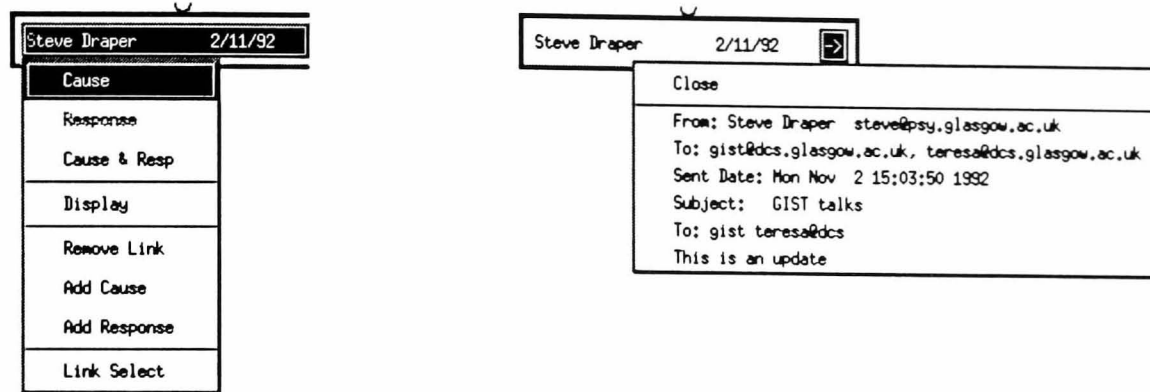 Steve Draper 2/11/92
Cause
Response
Cause & Resp
Display
Remove Link
Add Cause
Add Response
Link Select
Steve Draper 2/11/92 ->
Close
From: Steve Draper steve@psy.glasgow.ac.uk
To: gist@dcs.glasgow.ac.uk, teresa@dcs.glasgow.ac.uk
Sent Date: Mon Nov 2 15:03:50 1992
Subject: GIST talks
To: gist teresa@dcs
This is an update